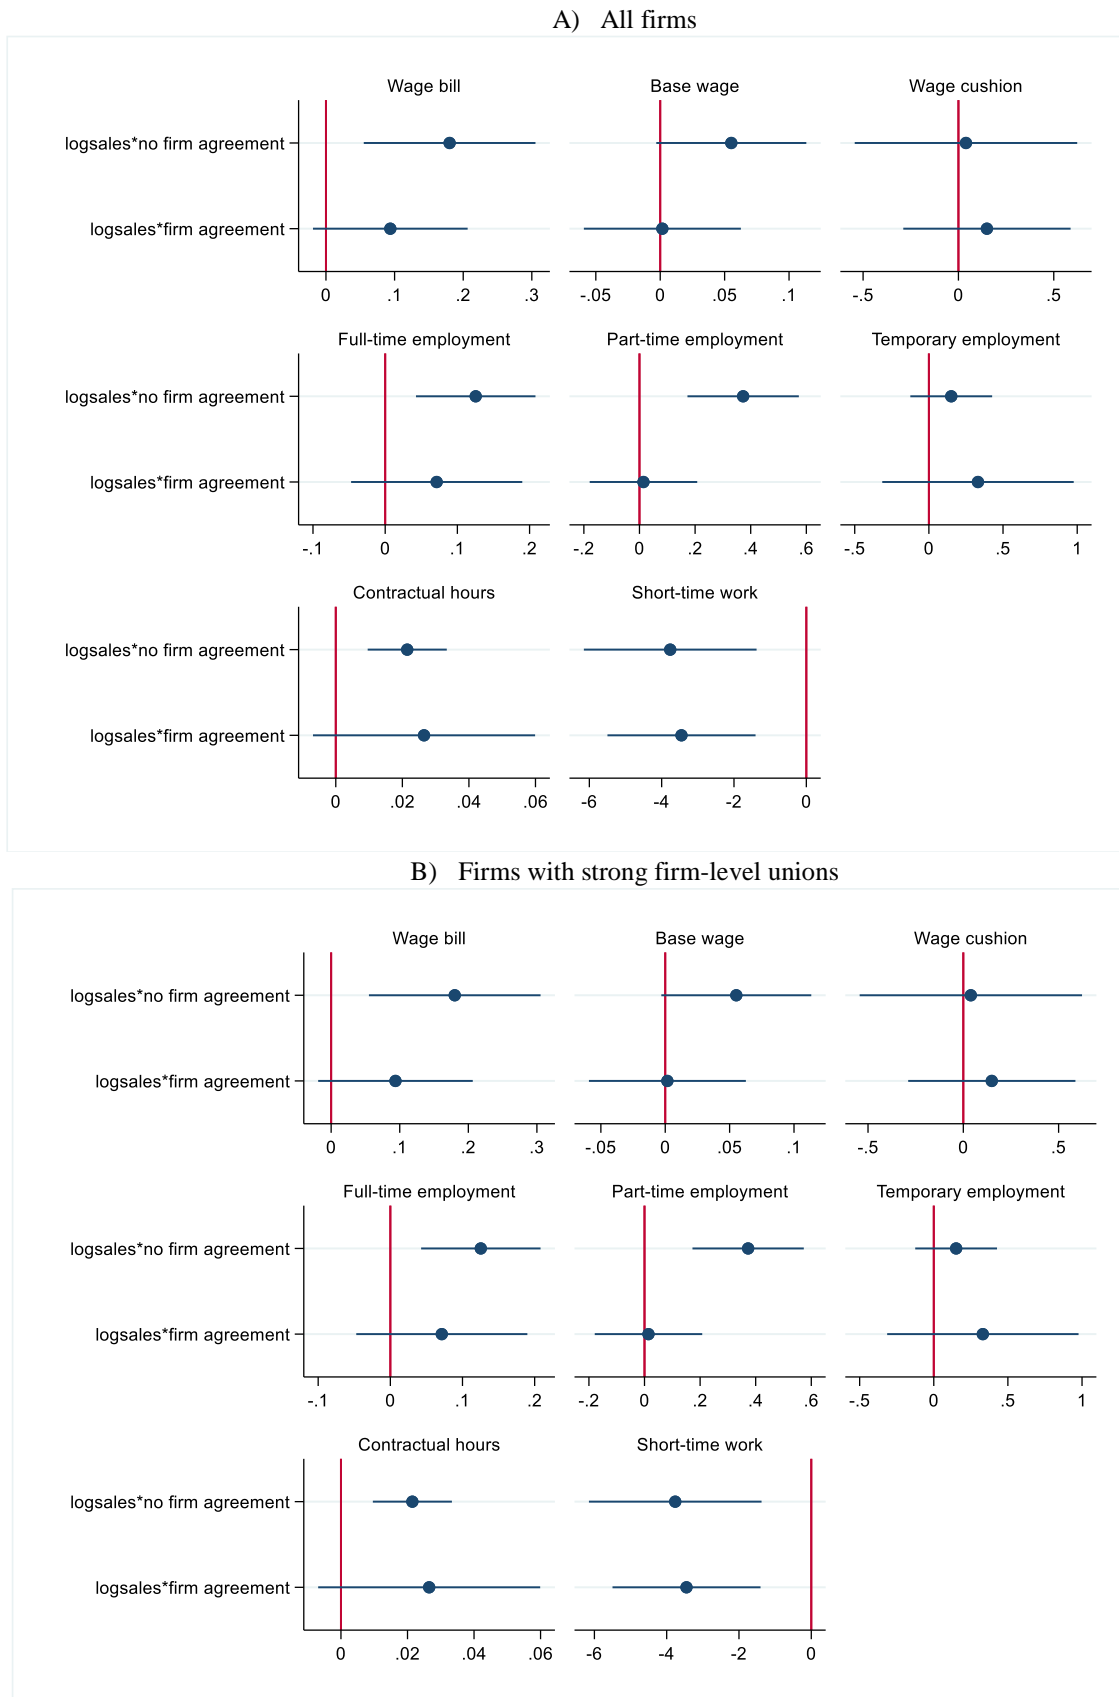 A) All firms
Wage bill Base wage Wage cushion
logsales*no firm agreement
logsales*firm agreement
0 .1 .2 .3 -.05 0 .05 .1 -.5 0 .5
Full-time employment Part-time employment Temporary employment
logsales*no firm agreement
logsales*firm agreement
-.1 0 .1 .2 -.2 0 .2 .4 .6 -.5 0 .5 1
Contractual hours Short-time work
logsales*no firm agreement
logsales*firm agreement
0 .02 .04 .06 -6 -4 -2 0
B) Firms with strong firm-level unions
Wage bill Base wage Wage cushion
logsales*no firm agreement
logsales*firm agreement
0 .1 .2 .3 -.05 0 .05 .1 -.5 0 .5
Full-time employment Part-time employment Temporary employment
logsales*no firm agreement
logsales*firm agreement
-.1 0 .1 .2 -.2 0 .2 .4 .6 -.5 0 .5 1
Contractual hours Short-time work
logsales*no firm agreement
logsales*firm agreement
0 .02 .04 .06 -6 -4 -2 0